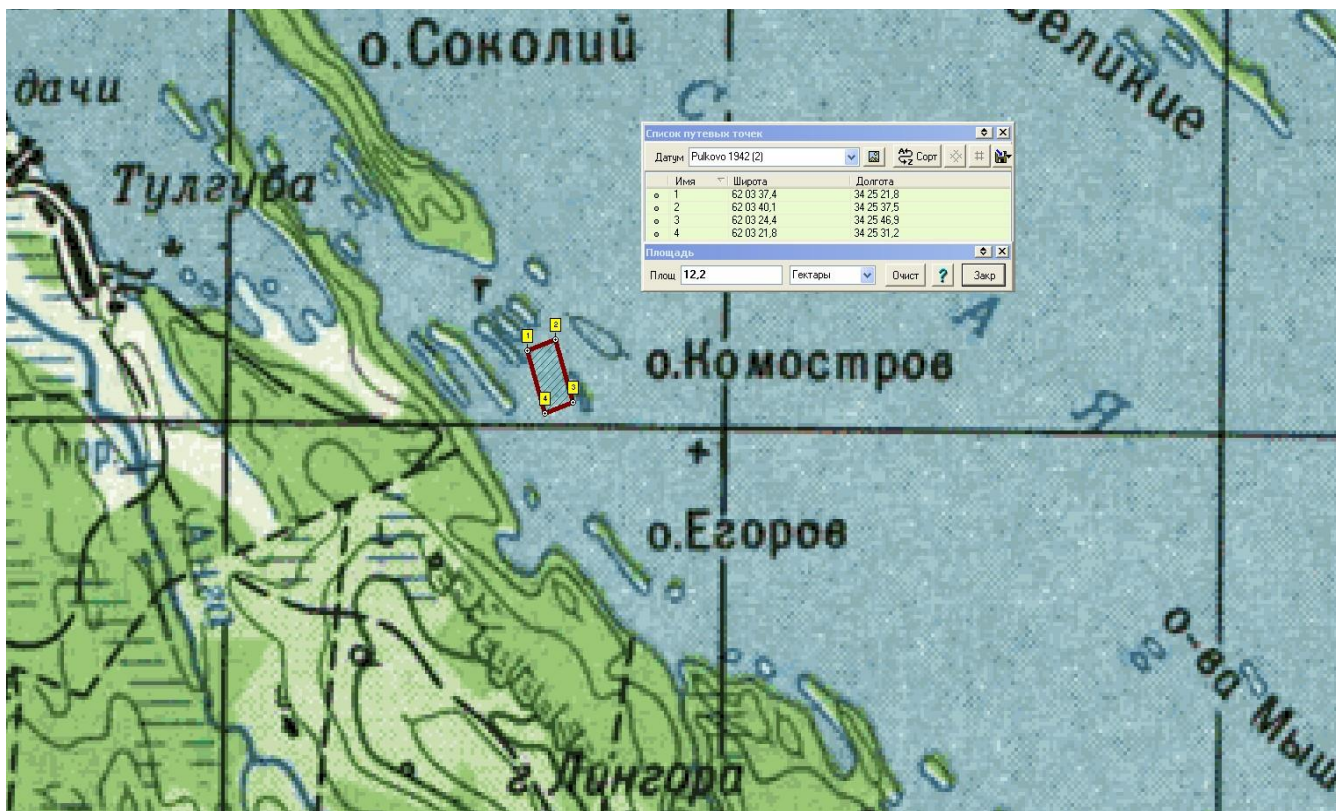 о.Соколий
Великие
дачи
Тулгуба
С
Список путевых точек
Датум Pulkovo 1942 (2) Сорт
Имя Широта Долгота
1 62 03 37,4 34 25 21,8
2 62 03 40,1 34 25 37,5
3 62 03 24,4 34 25 46,9
4 62 03 21,8 34 25 31,2
Площадь
Площ 12,2 Гектары Очист ? Закр
т
А
1
2
о.Комостров
3
4
Я
пор.
о.Егоров
о-ва Мыш
г. Лингора